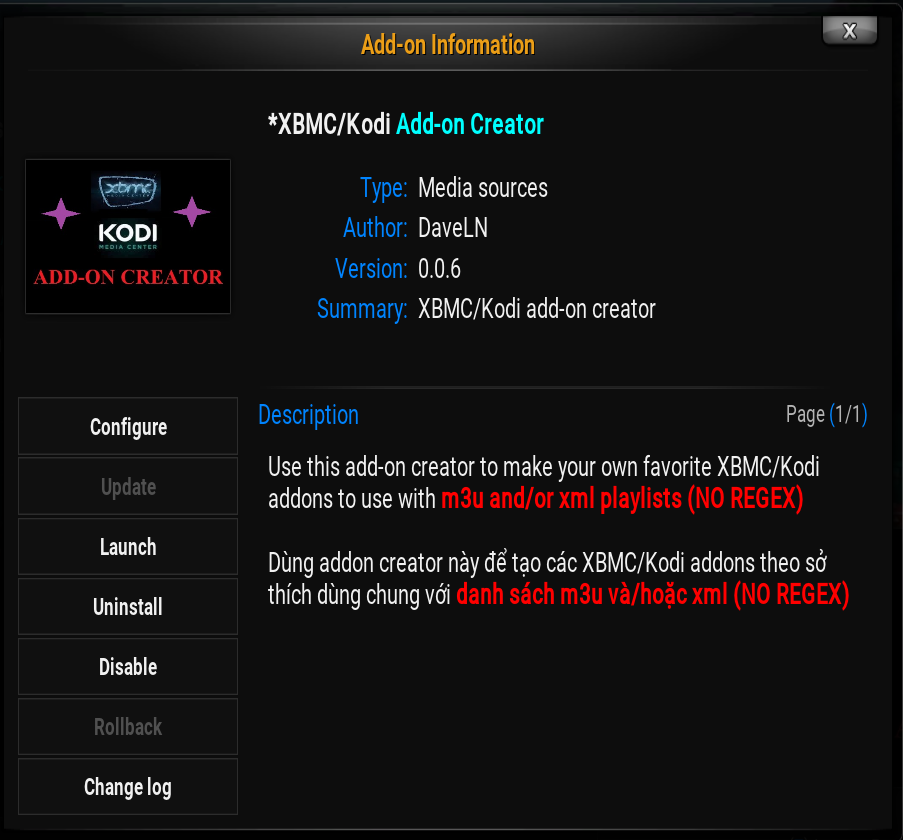 Add-on Information
X
*XBMC/Kodi Add-on Creator
xbmc
MEDIA CENTER
KODI
MEDIA CENTER
ADD-ON CREATOR
Type: Media sources
Author: DaveLN
Version: 0.0.6
Summary: XBMC/Kodi add-on creator
Configure
Update
Launch
Uninstall
Disable
Rollback
Change log
Description
Page (1/1)
Use this add-on creator to make your own favorite XBMC/Kodi
addons to use with m3u and/or xml playlists (NO REGEX)
Dùng addon creator này để tạo các XBMC/Kodi addons theo sở
thích dùng chung với danh sách m3u và/hoặc xml (NO REGEX)